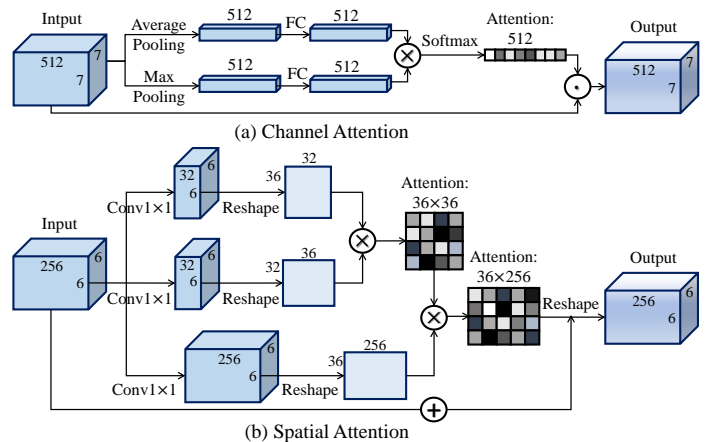 Intput
Average
Pooling
512
FC
512
Attention:
512
Output
Softmax
512
7
7
Max
Pooling
512
FC
512
512
7
7
(a) Channel Attention
Input
256
6
6
Conv1×1
32
6
6
Reshape
36
32
Attention:
36×36
Conv1×1
32
6
6
Reshape
32
36
Attention:
36×256
Reshape
Output
256
6
6
Conv1×1
256
6
6
Reshape
36
256
(b) Spatial Attention